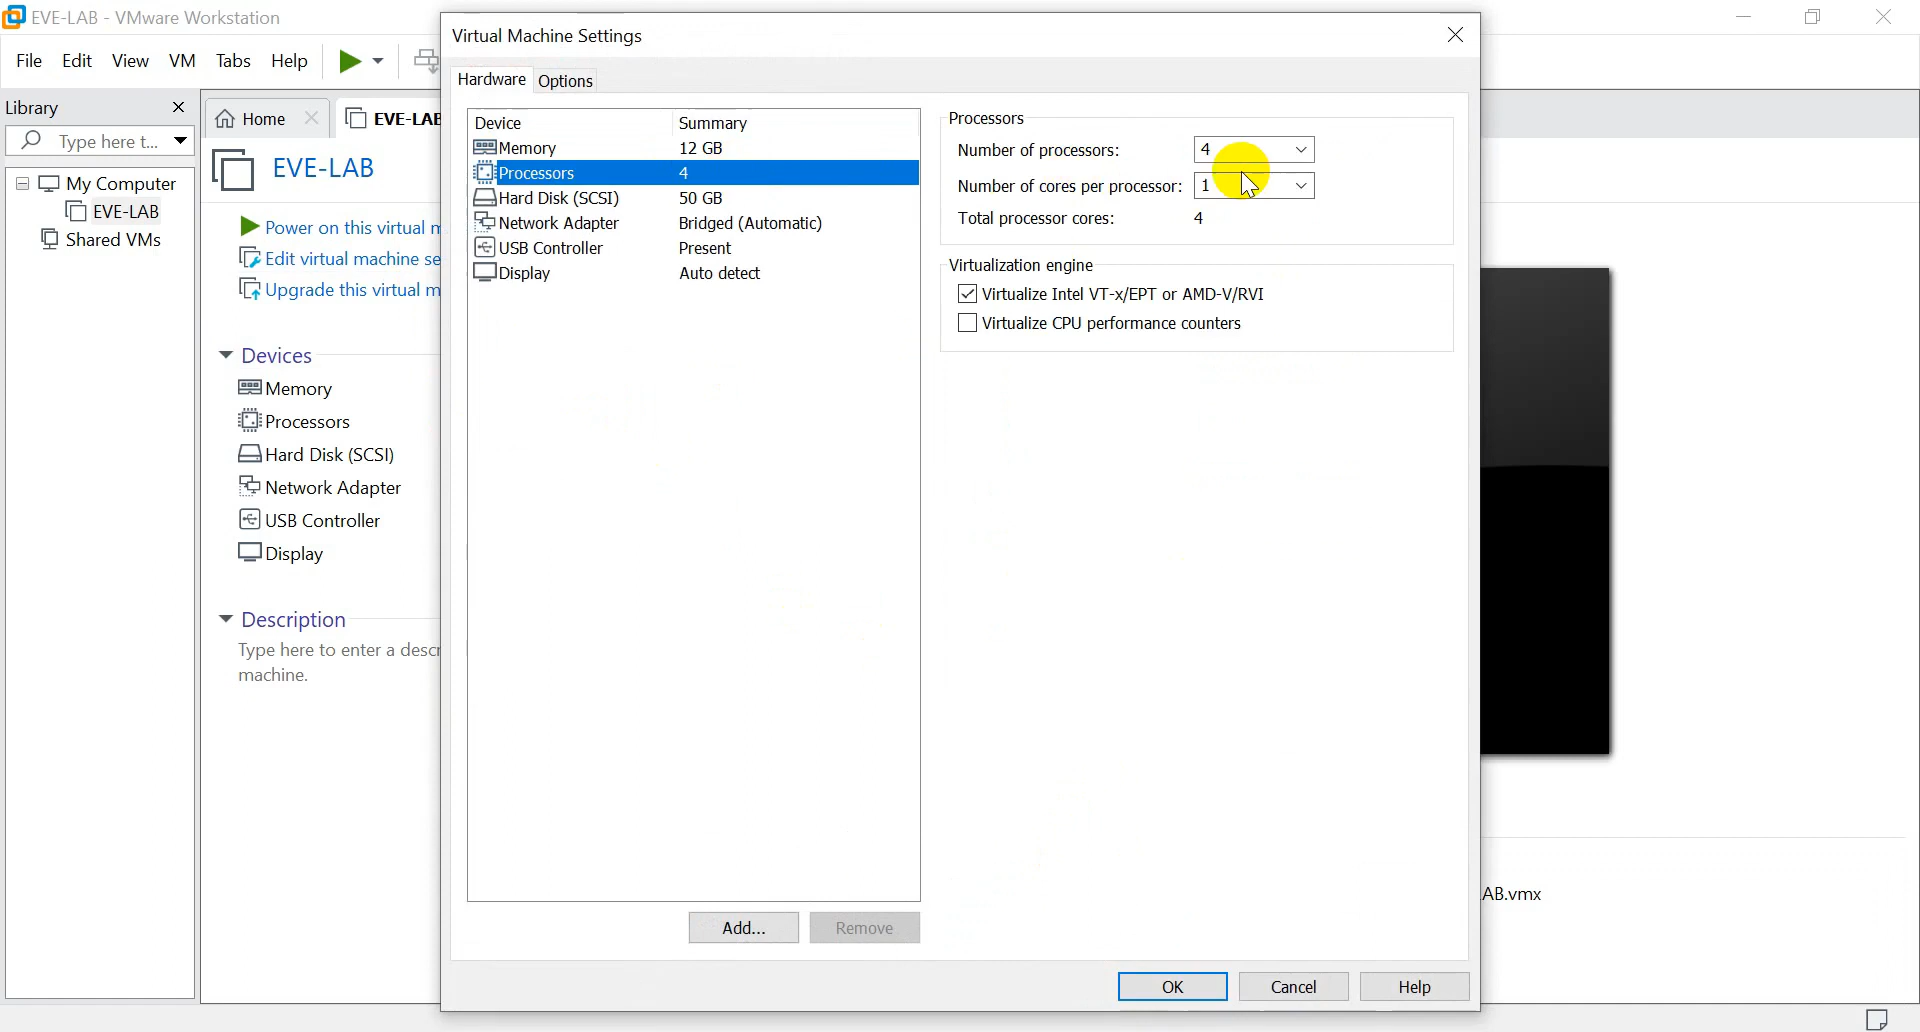 EVE-LAB - VMware Workstation
File Edit View VM Tabs Help
Library
Type here t...
My Computer
EVE-LAB
Shared VMs
Home
EVE-LAB
EVE-LAB
Power on this virtual m
Edit virtual machine se
Upgrade this virtual m
Devices
Memory
Processors
Hard Disk (SCSI)
Network Adapter
USB Controller
Display
Description
Type here to enter a descr
machine.
Virtual Machine Settings
Hardware Options
Device Summary
Memory 12 GB
Processors 4
Hard Disk (SCSI) 50 GB
Network Adapter Bridged (Automatic)
USB Controller Present
Display Auto detect
Add... Remove
Processors
Number of processors: 4
Number of cores per processor: 1
Total processor cores: 4
Virtualization engine
Virtualize Intel VT-x/EPT or AMD-V/RVI
Virtualize CPU performance counters
OK Cancel Help
AB.vmx